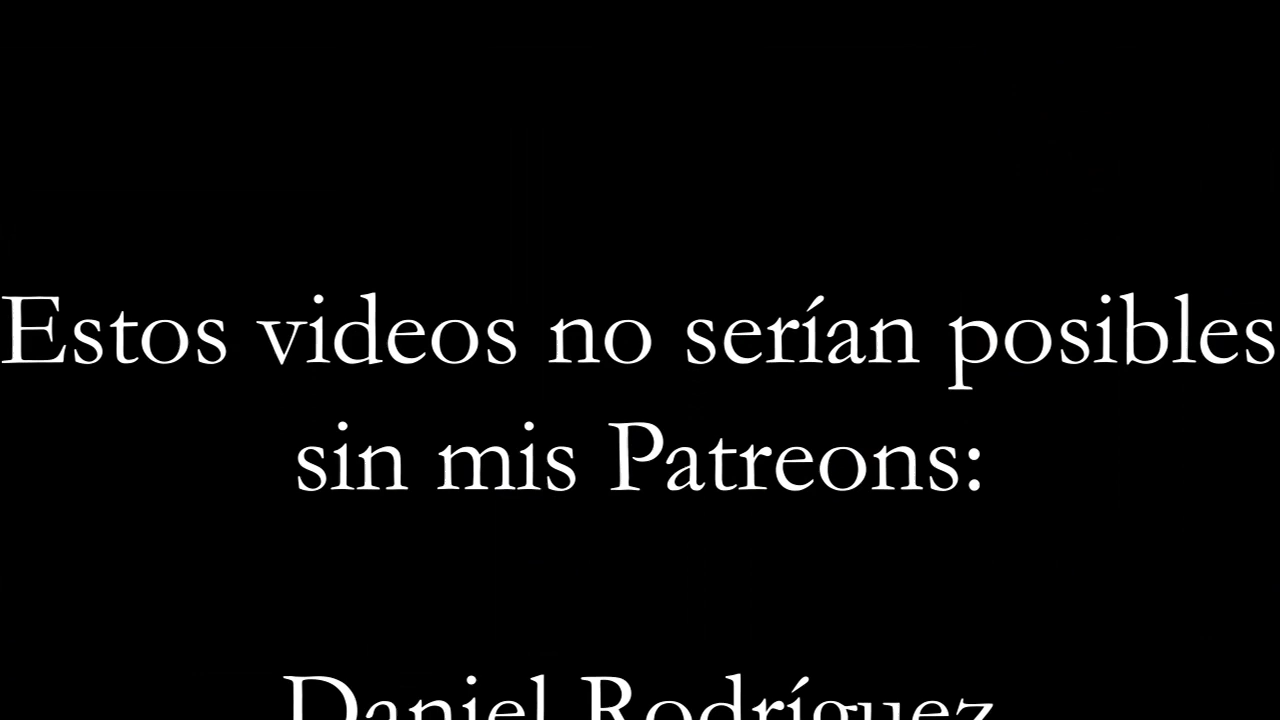 Estos videos no serían posibles
sin mis Patreons:
Daniel Rodríguez